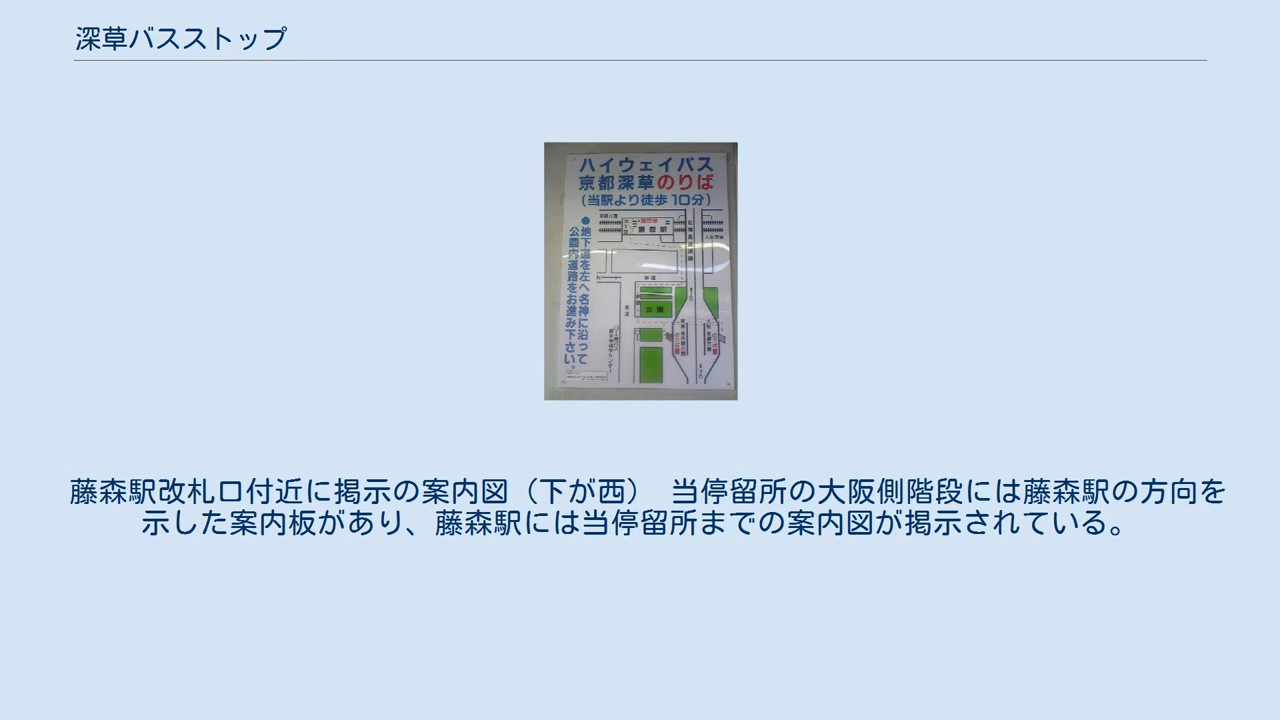 深草バスストップ
ハイウェイバス
京都深草のりば
(当駅より徒歩10分)
●地下道を左へ名神に沿って
公園内道路をお進み下さい。
藤森駅
公園
藤森駅改札口付近に掲示の案内図（下が西） 当停留所の大阪側階段には藤森駅の方向を
示した案内板があり、藤森駅には当停留所までの案内図が掲示されている。